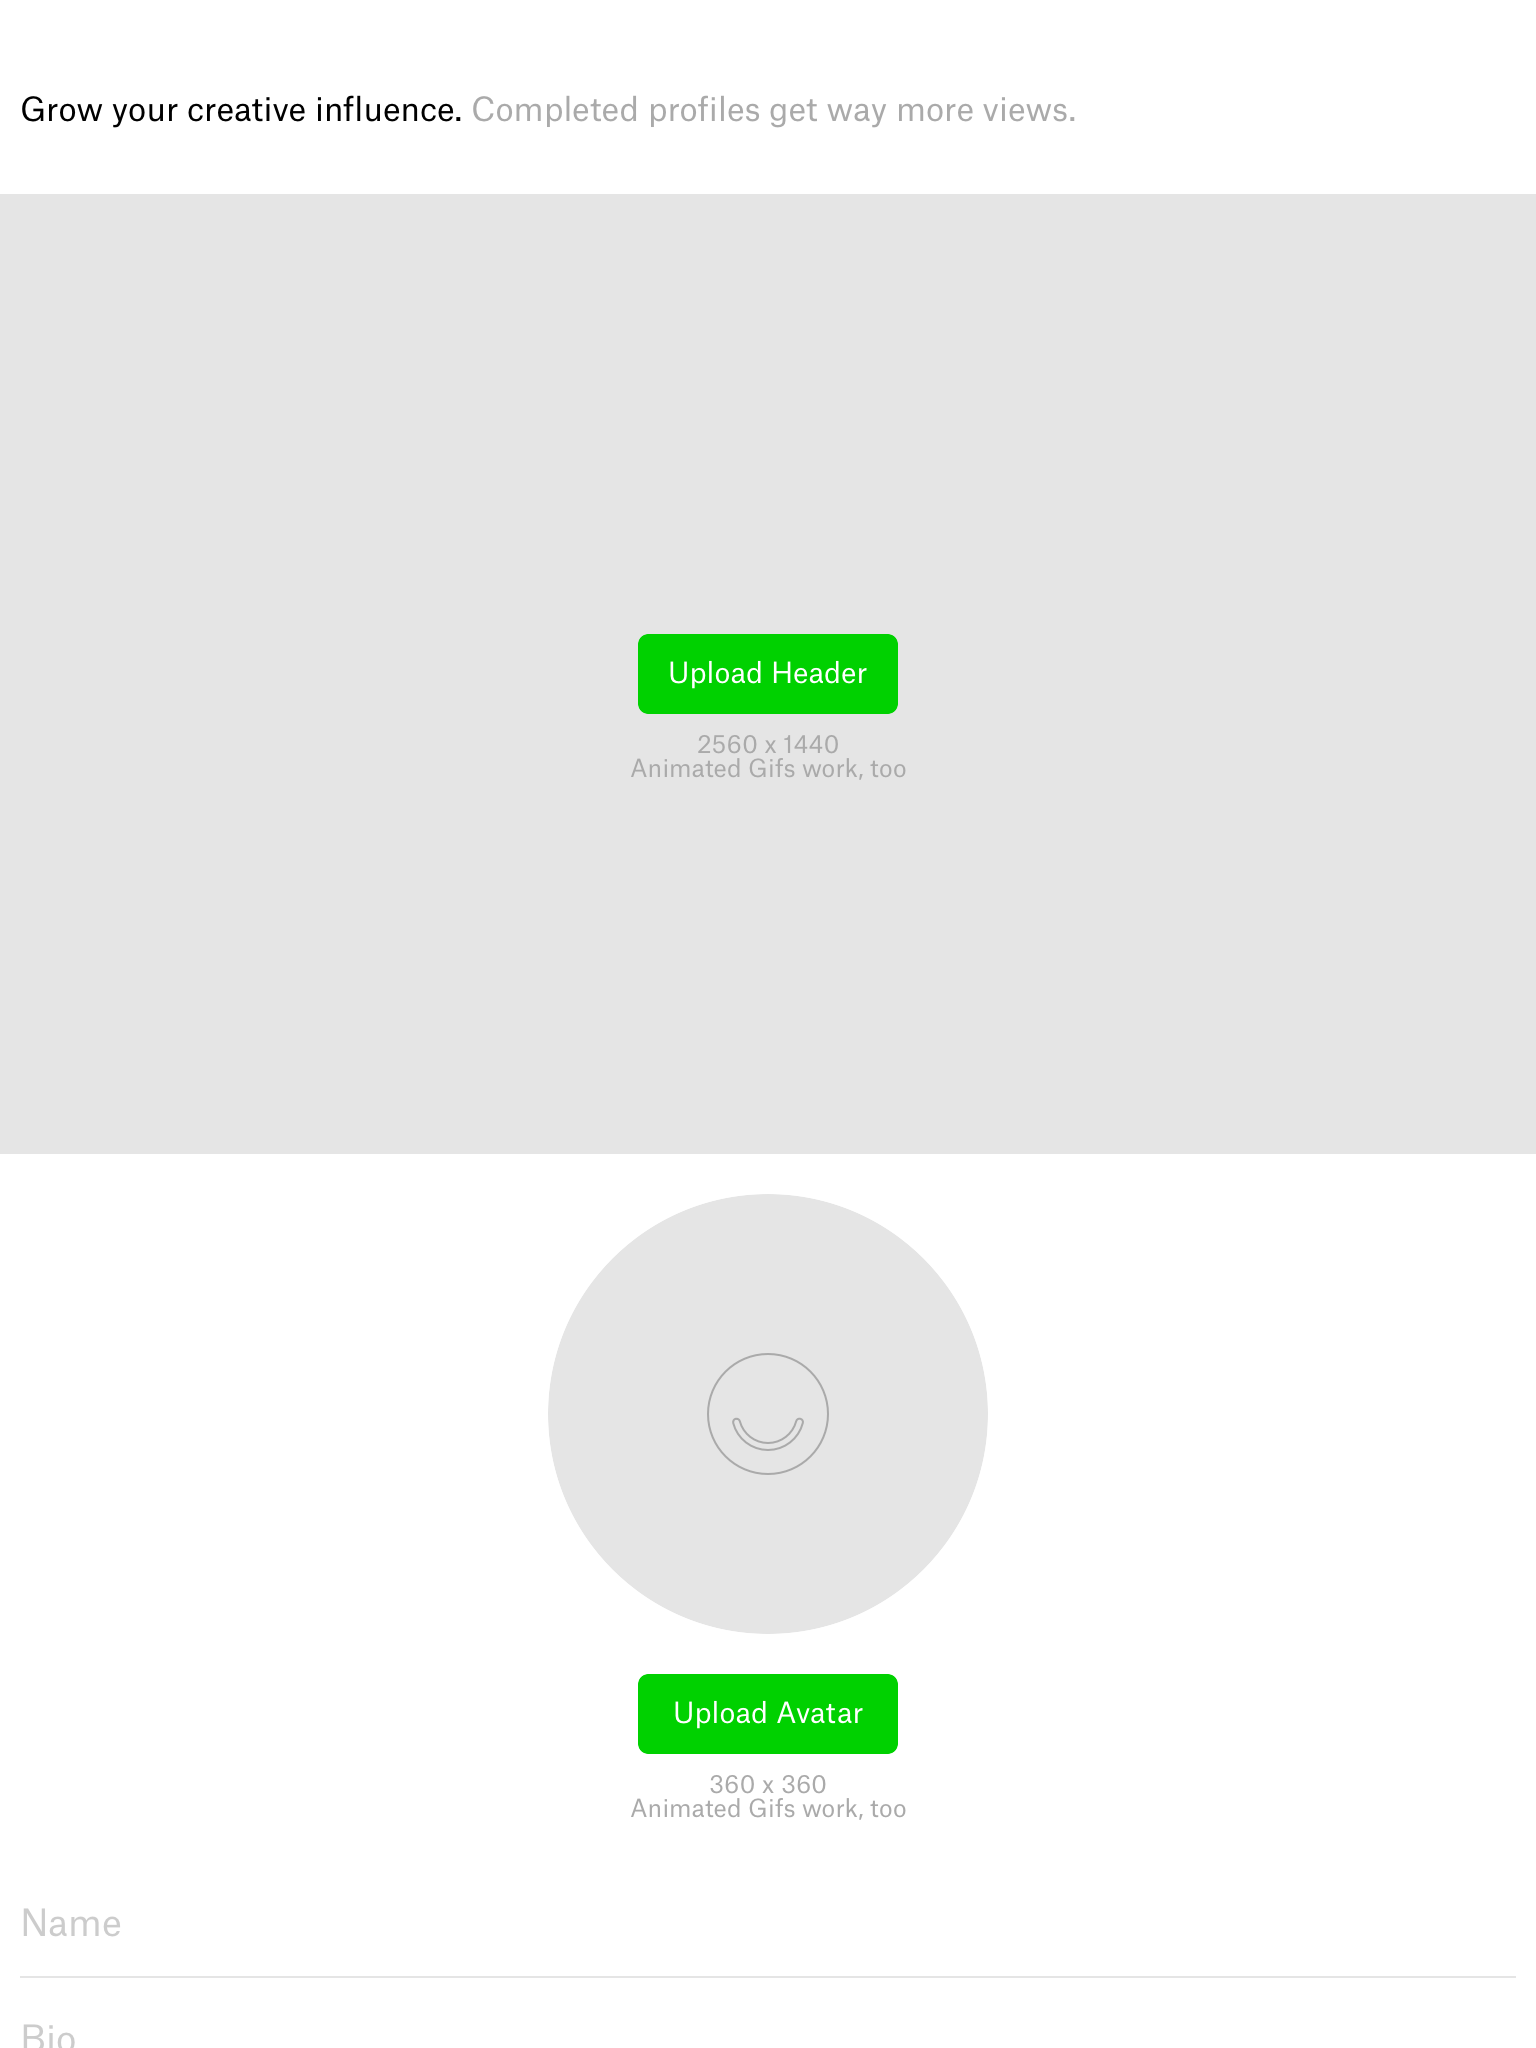 Grow your creative influence. Completed profiles get way more views.
Upload Header
2560 x 1440
Animated Gifs work, too
Upload Avatar
360 x 360
Animated Gifs work, too
Name
Bio